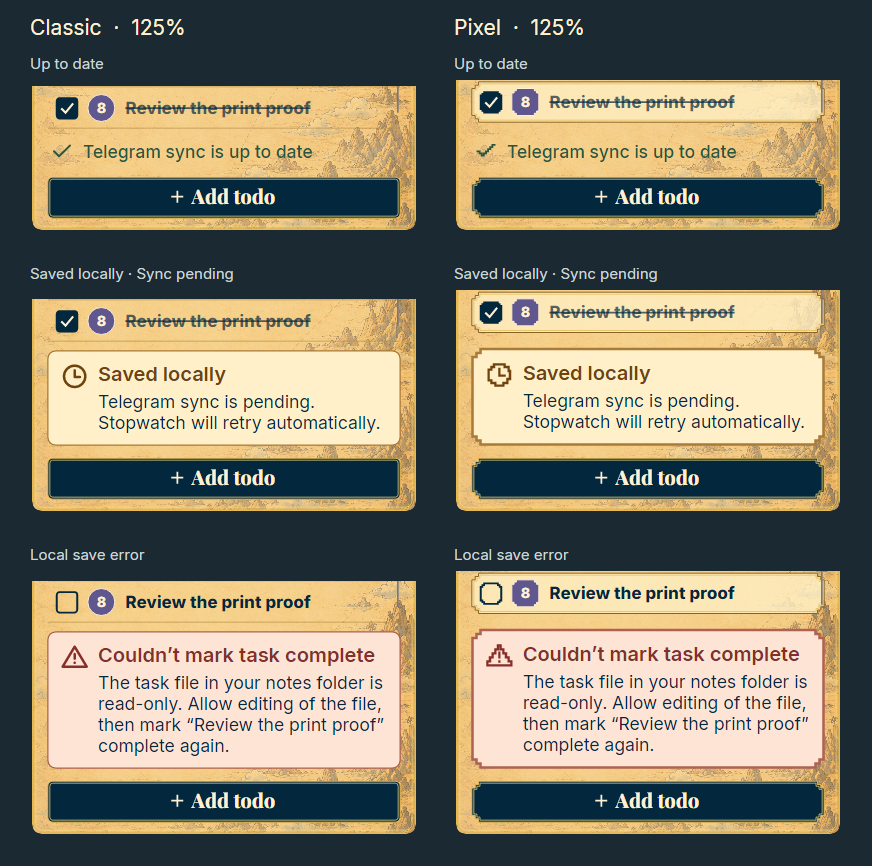 Classic · 125%
Up to date
8 Review the print proof
Telegram sync is up to date
+ Add todo
Saved locally · Sync pending
8 Review the print proof
Saved locally
Telegram sync is pending.
Stopwatch will retry automatically.
+ Add todo
Local save error
8 Review the print proof
Couldn’t mark task complete
The task file in your notes folder is
read-only. Allow editing of the file,
then mark “Review the print proof”
complete again.
+ Add todo
Pixel · 125%
Up to date
8 Review the print proof
Telegram sync is up to date
+ Add todo
Saved locally · Sync pending
8 Review the print proof
Saved locally
Telegram sync is pending.
Stopwatch will retry automatically.
+ Add todo
Local save error
8 Review the print proof
Couldn’t mark task complete
The task file in your notes folder is
read-only. Allow editing of the file,
then mark “Review the print proof”
complete again.
+ Add todo